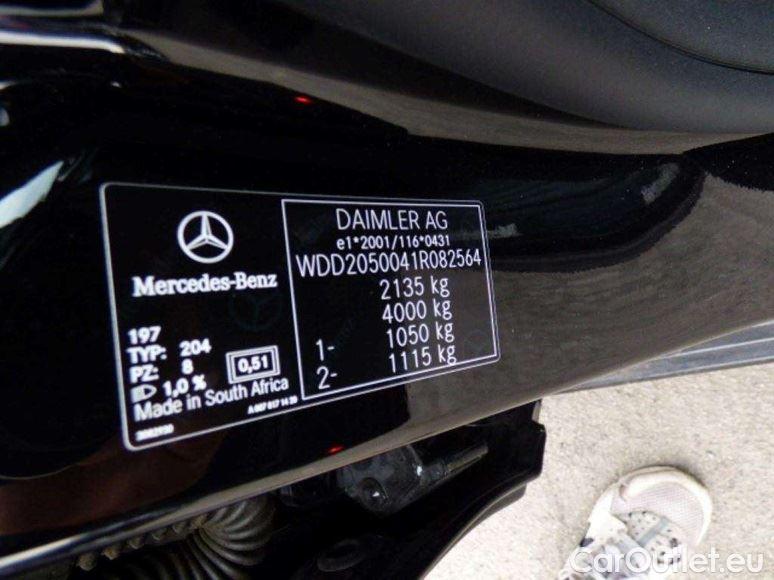 Mercedes-Benz
197
TYP: 204
PZ: 8
1,0 %
0,51
Made in South Africa
DAIMLER AG
e1*2001/116*0431
WDD2050041R082564
2135 kg
4000 kg
1- 1050 kg
2- 1115 kg
CarOutlet.eu